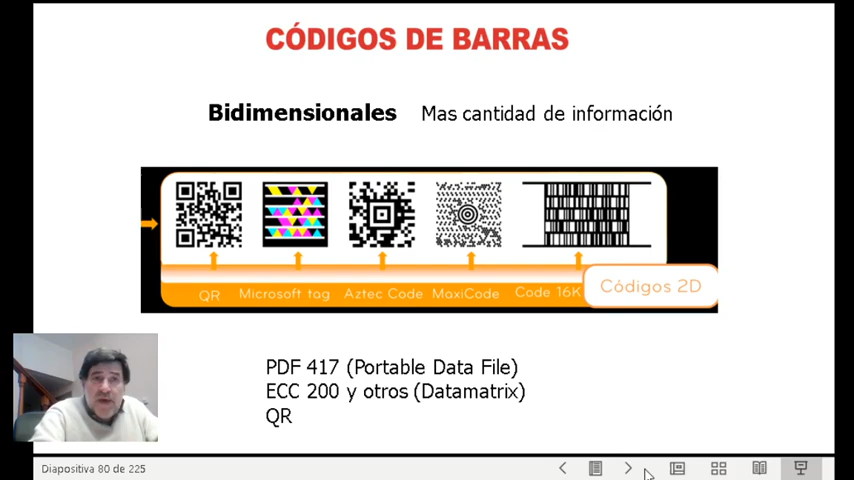 CÓDIGOS DE BARRAS
Bidimensionales Mas cantidad de información
QR Microsoft tag Aztec Code MaxiCode Code 16K Códigos 2D
PDF 417 (Portable Data File)
ECC 200 y otros (Datamatrix)
QR
Diapositiva 80 de 225